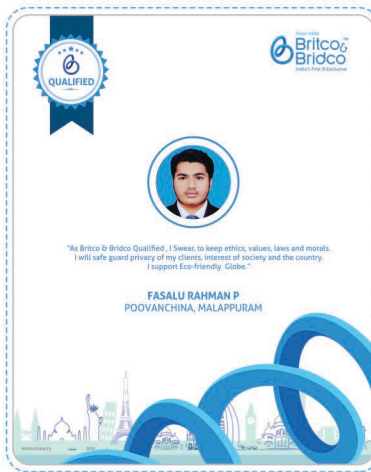 QUALIFIED
Since 1998
Britco &
Bridco
India's First Eductusive
"As Britco & Bridco Qualified , I Swear, to keep ethics, values, laws and morals.
I will safe guard privacy of my clients, interest of society and the country.
I support Eco-friendly Globe."
FASALU RAHMAN P
POOVANCHINA, MALAPPURAM